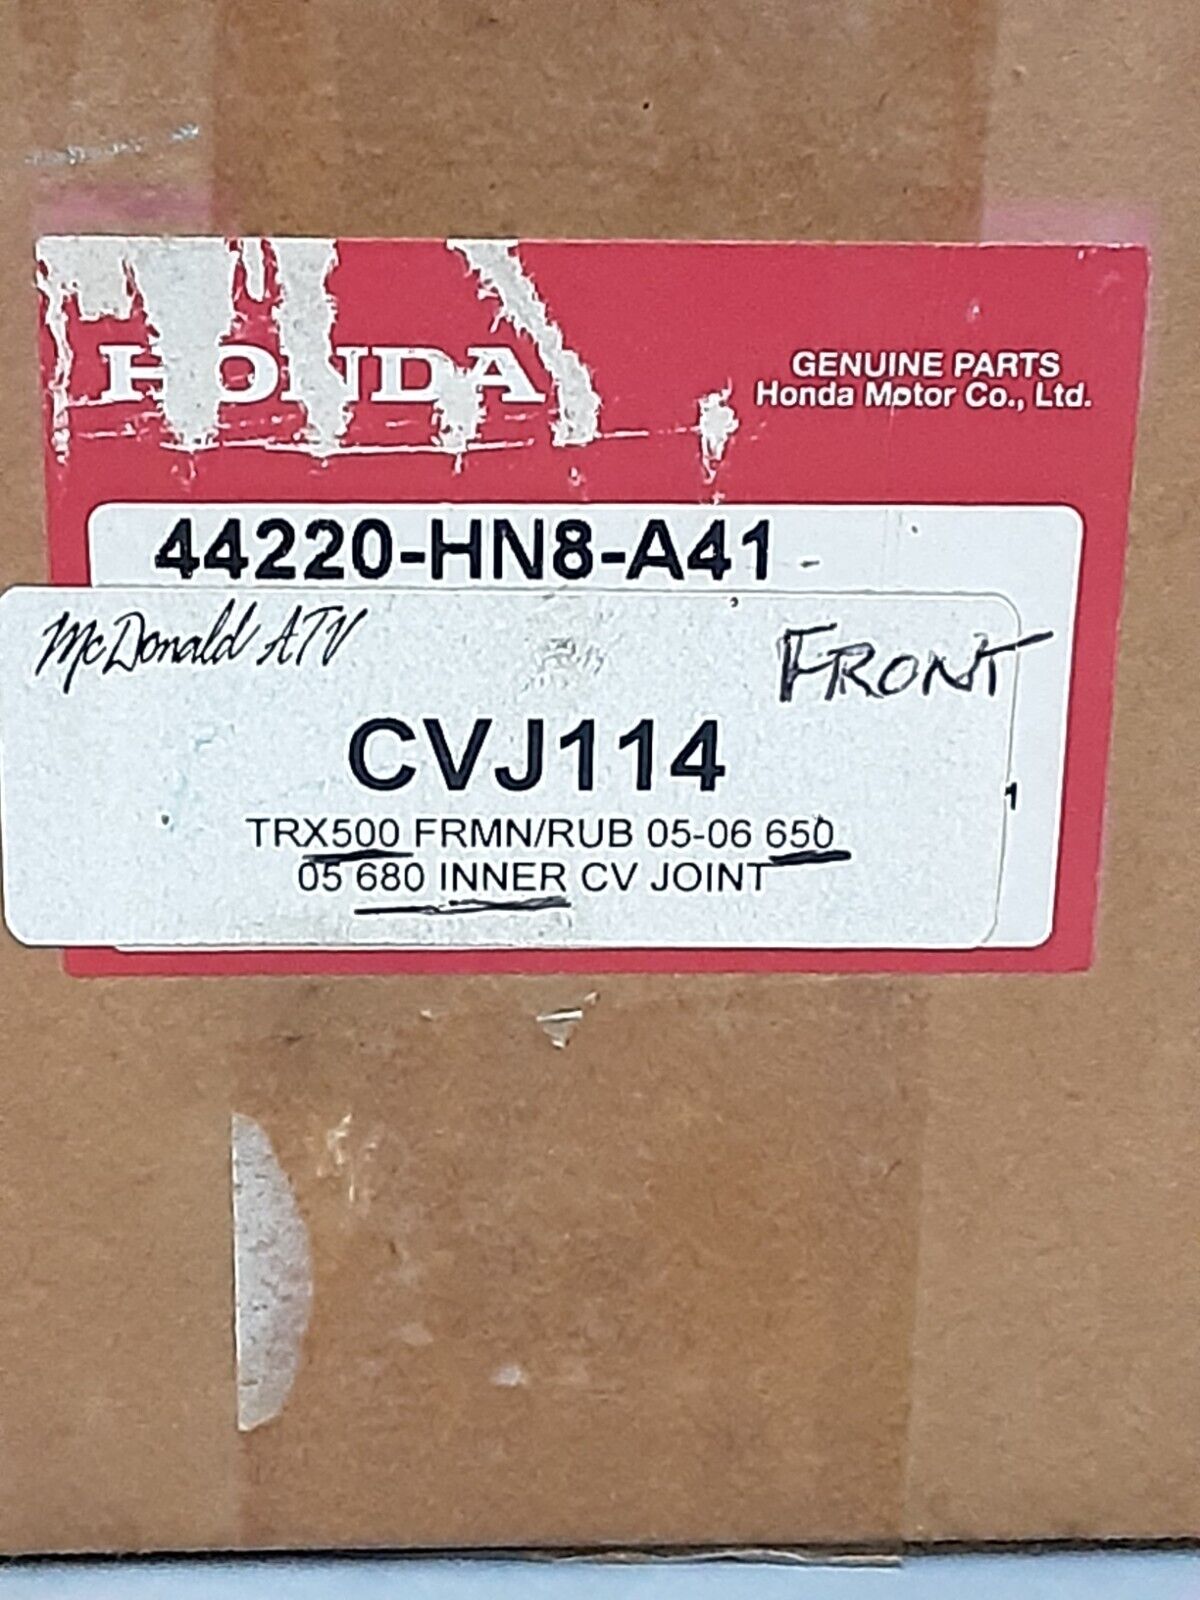 HONDA
GENUINE PARTS
Honda Motor Co., Ltd.
44220-HN8-A41
McDonald ATV
FRONT
CVJ114
1
TRX500 FRMN/RUB 05-06 650
05 680 INNER CV JOINT